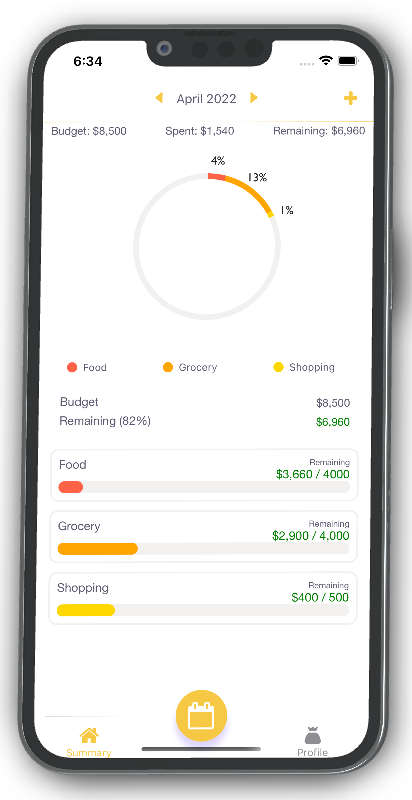 6:34
April 2022
Budget: $8,500 Spent: $1,540 Remaining: $6,960
4%
13%
1%
Food Grocery Shopping
Budget $8,500
Remaining (82%) $6,960
Remaining
Food $3,660 / 4000
Remaining
Grocery $2,900 / 4,000
Remaining
Shopping $400 / 500
Summary Profile